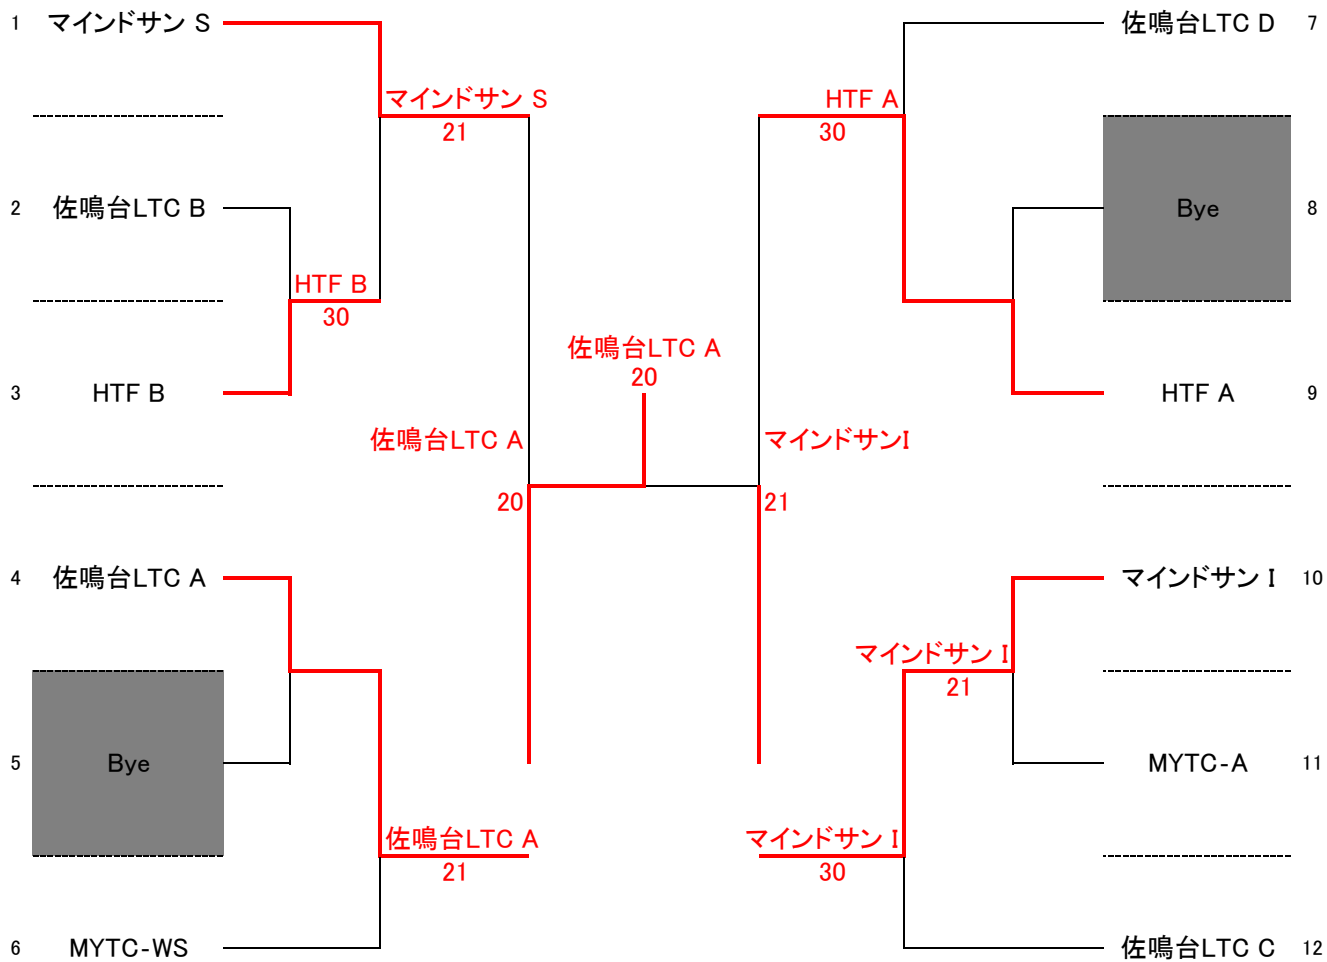 1 マインドサン S
佐鳴台LTC D 7
マインドサン S
21
HTF A
30
2 佐鳴台LTC B
Bye 8
HTF B
30
佐鳴台LTC A
20
3 HTF B
HTF A 9
佐鳴台LTC A
20
マインドサンI
21
4 佐鳴台LTC A
マインドサン I 10
マインドサン I
21
5 Bye
MYTC-A 11
佐鳴台LTC A
21
マインドサン I
30
6 MYTC-WS
佐鳴台LTC C 12